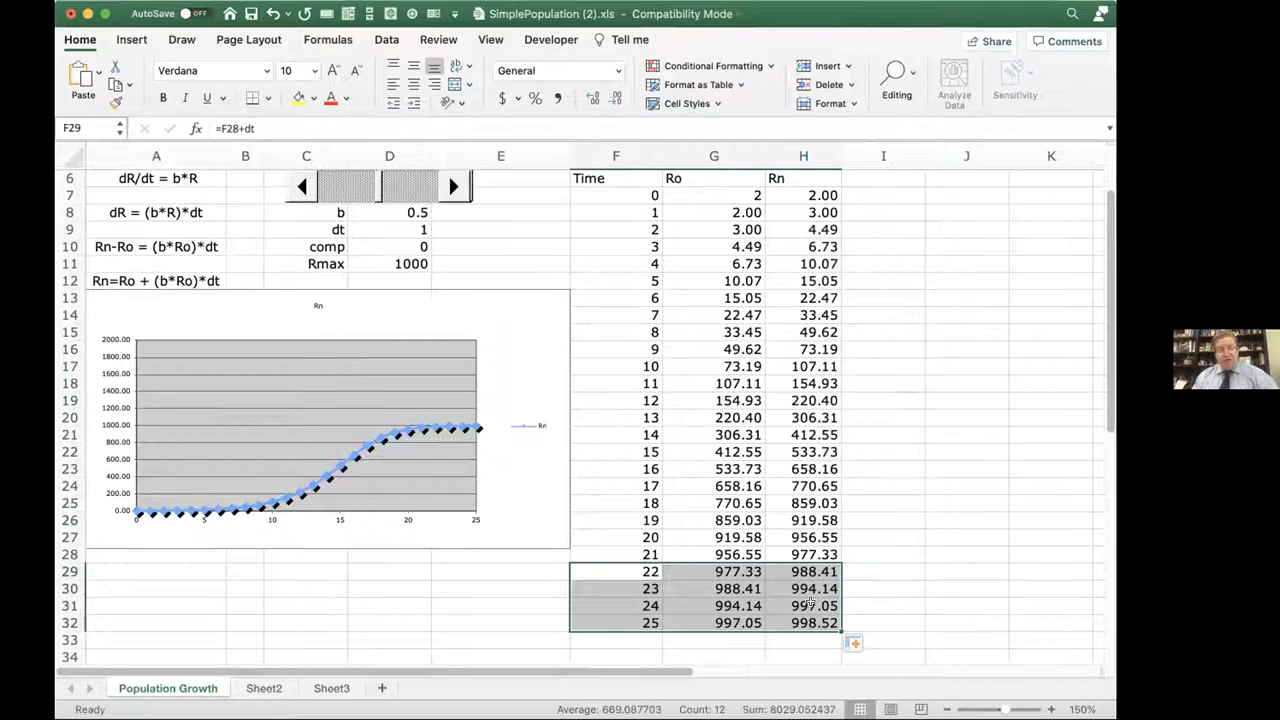 AutoSave OFF SimplePopulation (2).xls - Compatibility Mode
Home Insert Draw Page Layout Formulas Data Review View Developer Tell me Share Comments
Paste Verdana 10 General Conditional Formatting Format as Table Cell Styles Insert Delete Format Editing Analyze Data Sensitivity
B I U A $ % ,
F29 fx =F28+dt
A B C D E F G H I J K
6 dR/dt = b*R Time Ro Rn
7 0 2 2.00
8 dR = (b*R)*dt b 0.5 1 2.00 3.00
9 dt 1 2 3.00 4.49
10 Rn-Ro = (b*Ro)*dt comp 0 3 4.49 6.73
11 Rmax 1000 4 6.73 10.07
12 Rn=Ro + (b*Ro)*dt 5 10.07 15.05
13 6 15.05 22.47
14 7 22.47 33.45
15 8 33.45 49.62
16 9 49.62 73.19
17 10 73.19 107.11
18 11 107.11 154.93
19 12 154.93 220.40
20 13 220.40 306.31
21 14 306.31 412.55
22 15 412.55 533.73
23 16 533.73 658.16
24 17 658.16 770.65
25 18 770.65 859.03
26 19 859.03 919.58
27 20 919.58 956.55
28 21 956.55 977.33
29 22 977.33 988.41
30 23 988.41 994.14
31 24 994.14 997.05
32 25 997.05 998.52
33
34
Rn
2000.00
1800.00
1600.00
1400.00
1200.00
1000.00 Rn
800.00
600.00
400.00
200.00
0.00
0 5 10 15 20 25
Population Growth Sheet2 Sheet3 +
Ready Average: 669.087703 Count: 12 Sum: 8029.052437 150%